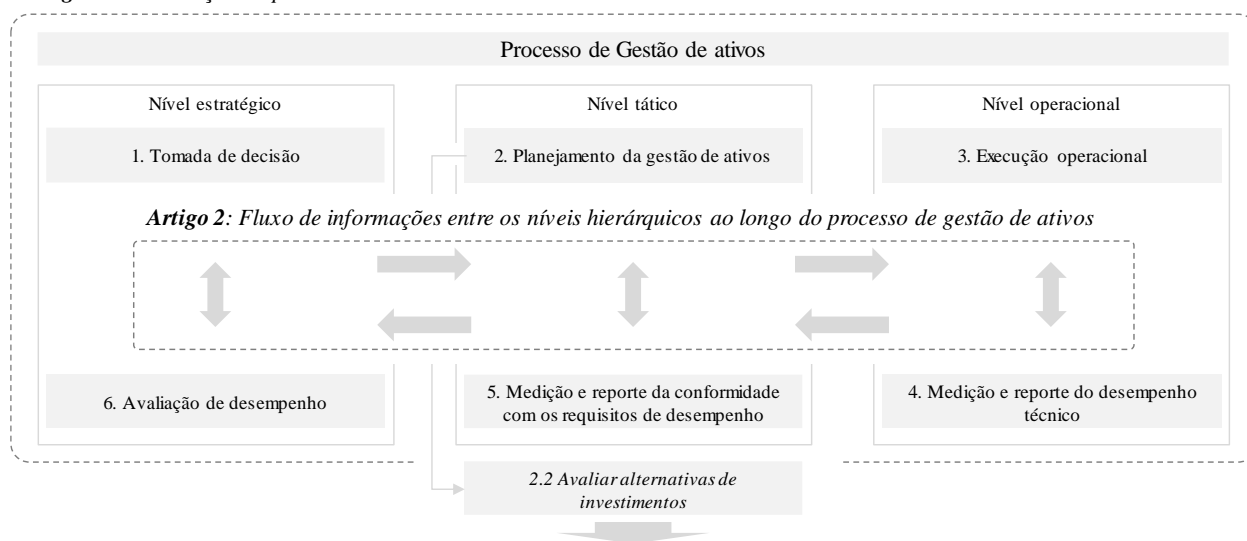 Processo de Gestão de ativos
Nível estratégico
Nível tático
Nível operacional
1. Tomada de decisão
2. Planejamento da gestão de ativos
3. Execução operacional
Artigo 2: Fluxo de informações entre os níveis hierárquicos ao longo do processo de gestão de ativos
6. Avaliação de desempenho
5. Medição e reporte da conformidade
com os requisitos de desempenho
4. Medição e reporte do desempenho
técnico
2.2 Avaliar alternativas de
investimentos